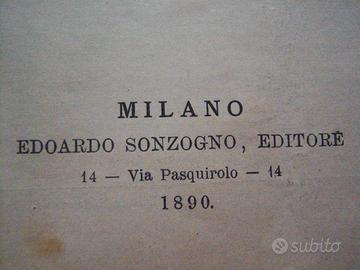 MILANO
EDOARDO SONZOGNO, EDITORE
14 — Via Pasquirolo — 14
1890.
subito